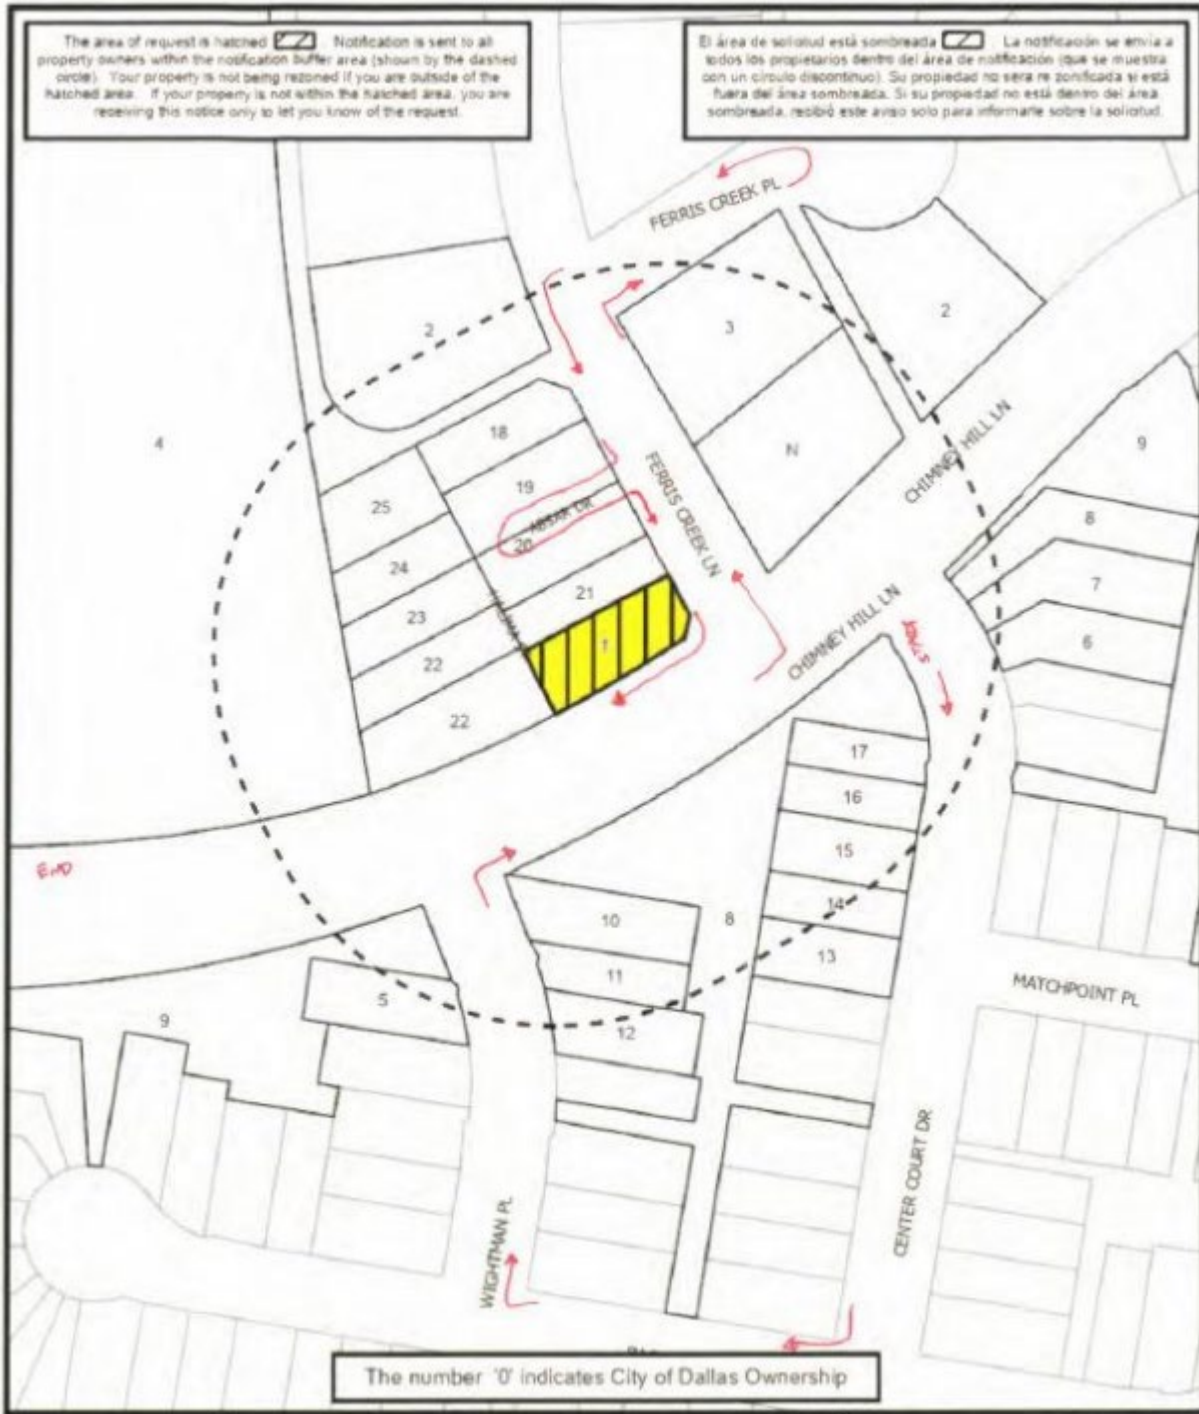 The area of request is hatched . Notification is sent to all
property owners within the notification buffer area (shown by the dashed
circle). Your property is not being rezoned if you are outside of the
hatched area. If your property is not within the hatched area, you are
receiving this notice only to let you know of the request.
El área de solicitud está sombreada . La notificación se envia a
todos los propietarios dentro del área de notificación (que se muestra
con un círculo discontinuo). Su propiedad no sera re zonificada si está
fuera del área sombreada. Si su propiedad no está dentro del área
sombreada, recibió este aviso solo para informarle sobre la solicitud.
FERRIS CREEK PL
2
3
2
4
N
18
19
FERRIS CREEK LN
CHIMNEY HILL LN
9
25
ABSAR DR
20
8
24
21
7
23
1
CHIMNEY HILL LN
START
6
22
22
17
16
15
END
14
10
8
13
11
MATCHPOINT PL
5
9
12
CENTER COURT DR
WIGHTMAN PL
The number '0' indicates City of Dallas Ownership